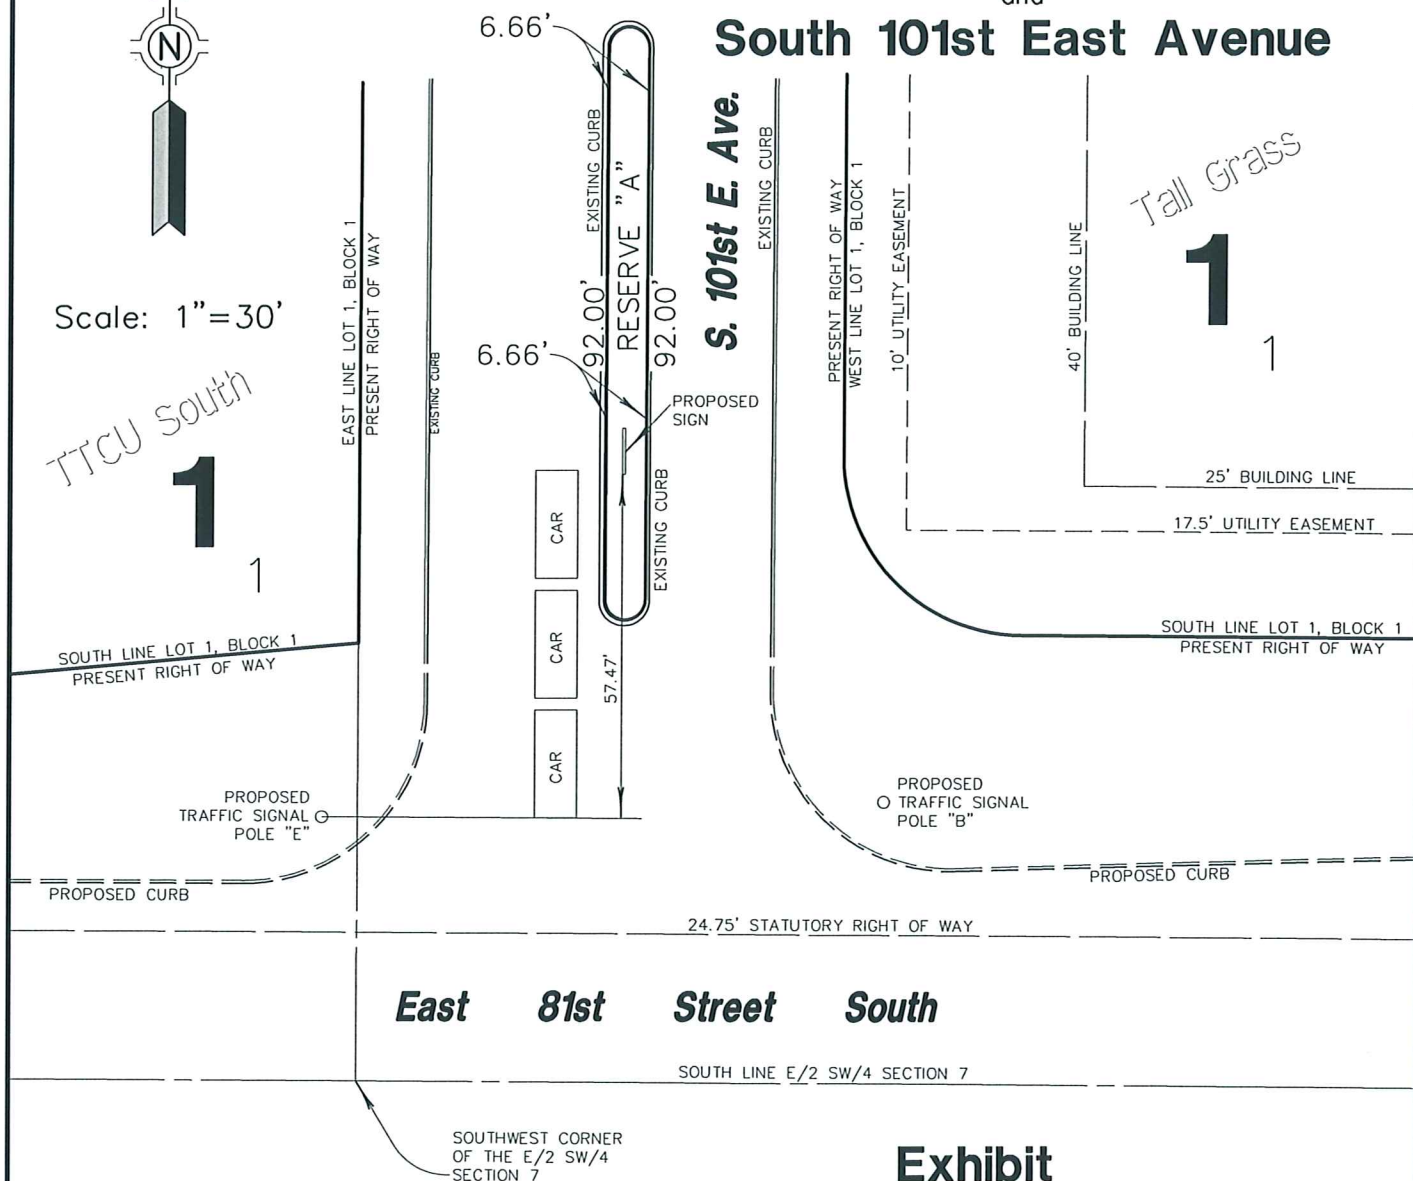 and
South 101st East Avenue
N
6.66'
EXISTING CURB
RESERVE "A"
92.00'
92.00'
S. 101st E. Ave.
EXISTING CURB
PRESENT RIGHT OF WAY
WEST LINE LOT 1, BLOCK 1
10' UTILITY EASEMENT
40' BUILDING LINE
Tall Grass
1
1
Scale: 1"=30'
EAST LINE LOT 1, BLOCK 1
PRESENT RIGHT OF WAY
EXISTING CURB
6.66'
PROPOSED
SIGN
TTCU South
1
1
CAR
CAR
CAR
EXISTING CURB
57.47'
25' BUILDING LINE
17.5' UTILITY EASEMENT
SOUTH LINE LOT 1, BLOCK 1
PRESENT RIGHT OF WAY
SOUTH LINE LOT 1, BLOCK 1
PRESENT RIGHT OF WAY
PROPOSED
TRAFFIC SIGNAL
POLE "E"
PROPOSED
TRAFFIC SIGNAL
POLE "B"
PROPOSED CURB
PROPOSED CURB
24.75' STATUTORY RIGHT OF WAY
East 81st Street South
SOUTH LINE E/2 SW/4 SECTION 7
SOUTHWEST CORNER
OF THE E/2 SW/4
SECTION 7
Exhibit